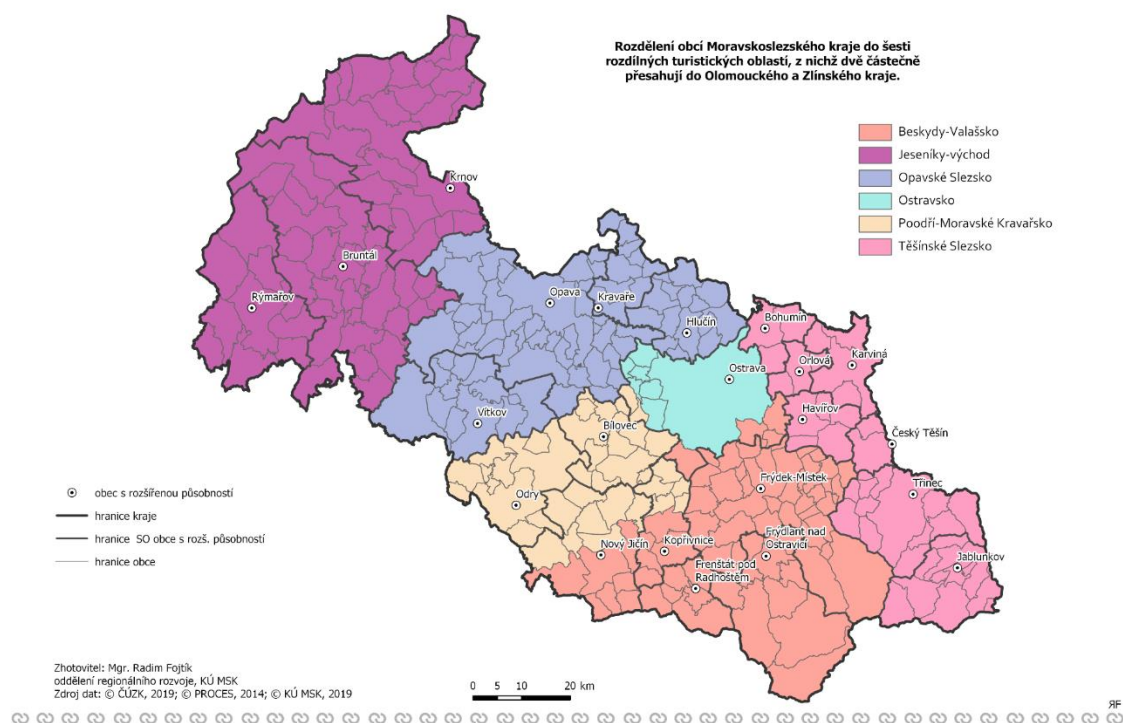 Rozdělení obcí Moravskoslezského kraje do šesti
rozdílných turistických oblastí, z nichž dvě částečně
přesahují do Olomouckého a Zlínského kraje.
Beskydy-Valašsko
Jeseníky-východ
Opavské Slezsko
Ostravsko
Poodří-Moravské Kravařsko
Těšínské Slezsko
Krnov
Bruntál
Rýmařov
Opava
Kravaře
Hlučín
Bohumín
Ostrava
Orlová
Karviná
Vítkov
Havířov
Bílovec
Český Těšín
Frýdek-Místek
Třinec
Odry
Nový Jičín
Kopřivnice
Frýdlant nad
Ostravicí
Frenštát pod
Radhoštěm
Jablunkov
obec s rozšířenou působností
hranice kraje
hranice SO obce s rozš. působností
hranice obce
Zhotovitel: Mgr. Radim Fojtík
oddělení regionálního rozvoje, KÚ MSK
Zdroj dat: © ČÚZK, 2019; © PROCES, 2014; © KÚ MSK, 2019
0 5 10 20 km
ЯF